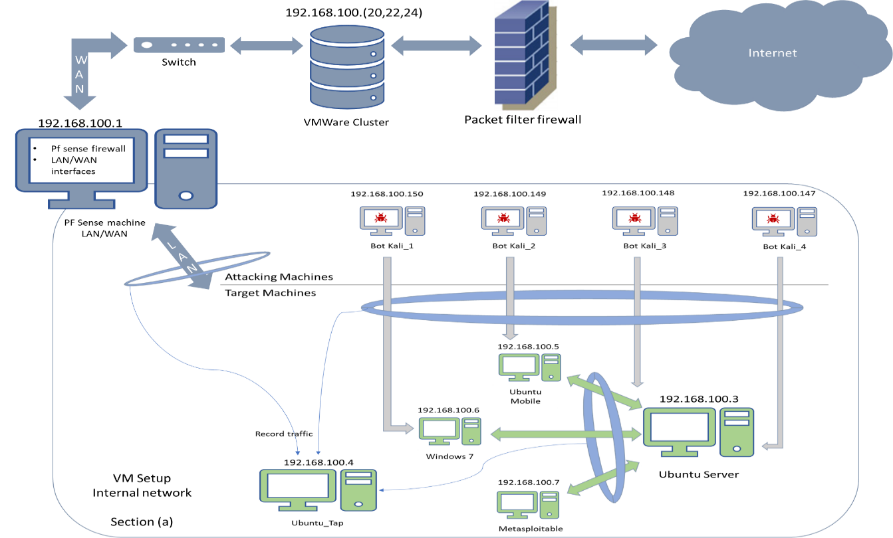 192.168.100.(20,22,24)
WAN
Switch
VMWare Cluster
Packet filter firewall
Internet
192.168.100.1
• Pf sense firewall
• LAN/WAN
interfaces
PF Sense machine
LAN/WAN
LAN
192.168.100.150
192.168.100.149
192.168.100.148
192.168.100.147
Bot Kali_1
Bot Kali_2
Bot Kali_3
Bot Kali_4
Attacking Machines
Target Machines
192.168.100.5
Ubuntu
Mobile
192.168.100.3
Ubuntu Server
192.168.100.6
Windows 7
Record traffic
192.168.100.4
Ubuntu_Tap
192.168.100.7
Metasploitable
VM Setup
Internal network
Section (a)